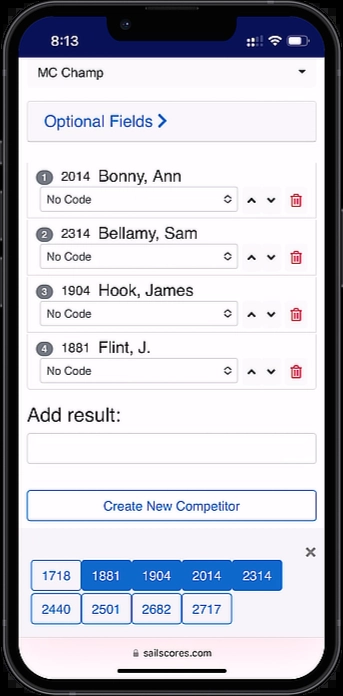 8:13
MC Champ
Optional Fields
1 2014 Bonny, Ann
No Code
2 2314 Bellamy, Sam
No Code
3 1904 Hook, James
No Code
4 1881 Flint, J.
No Code
Add result:
Create New Competitor
1718 1881 1904 2014 2314
2440 2501 2682 2717
sailscores.com